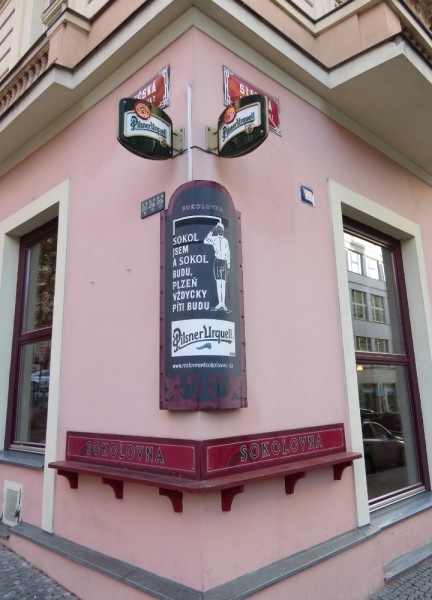 Pilsner Urquell
Pilsner Urquell
SOKOLOVNA
SOKOL
JSEM
A SOKOL
BUDU,
PLZEŇ
VŽDYCKY
PÍTI BUDU
Pilsner Urquell
SOKOLOVNA
SOKOLOVNA